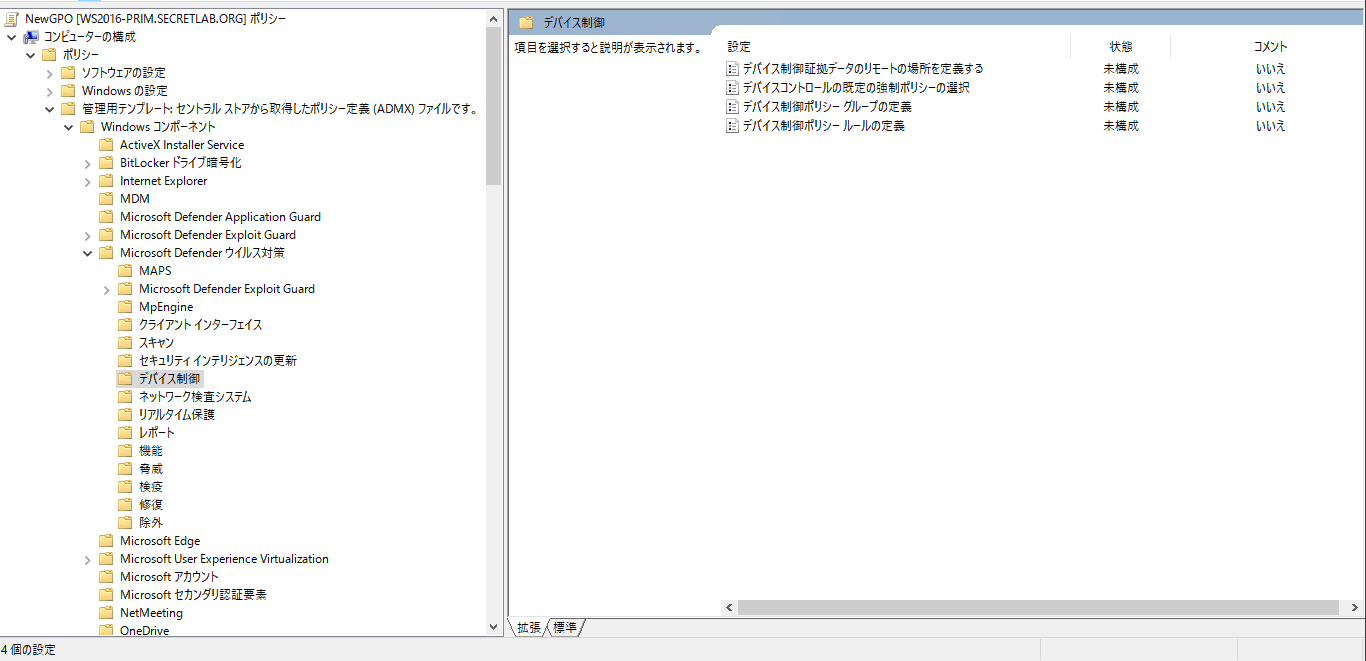 NewGPO [WS2016-PRIM.SECRETLAB.ORG] ポリシー
コンピューターの構成
ポリシー
ソフトウェアの設定
Windows の設定
管理用テンプレート: セントラル ストアから取得したポリシー定義 (ADMX) ファイルです。
Windows コンポーネント
ActiveX Installer Service
BitLocker ドライブ暗号化
Internet Explorer
MDM
Microsoft Defender Application Guard
Microsoft Defender Exploit Guard
Microsoft Defender ウイルス対策
MAPS
Microsoft Defender Exploit Guard
MpEngine
クライアント インターフェイス
スキャン
セキュリティ インテリジェンスの更新
デバイス制御
ネットワーク検査システム
リアルタイム保護
レポート
機能
脅威
検疫
修復
除外
Microsoft Edge
Microsoft User Experience Virtualization
Microsoft アカウント
Microsoft セカンダリ認証要素
NetMeeting
OneDrive
デバイス制御
項目を選択すると説明が表示されます。
設定 状態 コメント
デバイス制御証拠データのリモートの場所を定義する 未構成 いいえ
デバイスコントロールの既定の強制ポリシーの選択 未構成 いいえ
デバイス制御ポリシー グループの定義 未構成 いいえ
デバイス制御ポリシー ルールの定義 未構成 いいえ
拡張 標準
4 個の設定